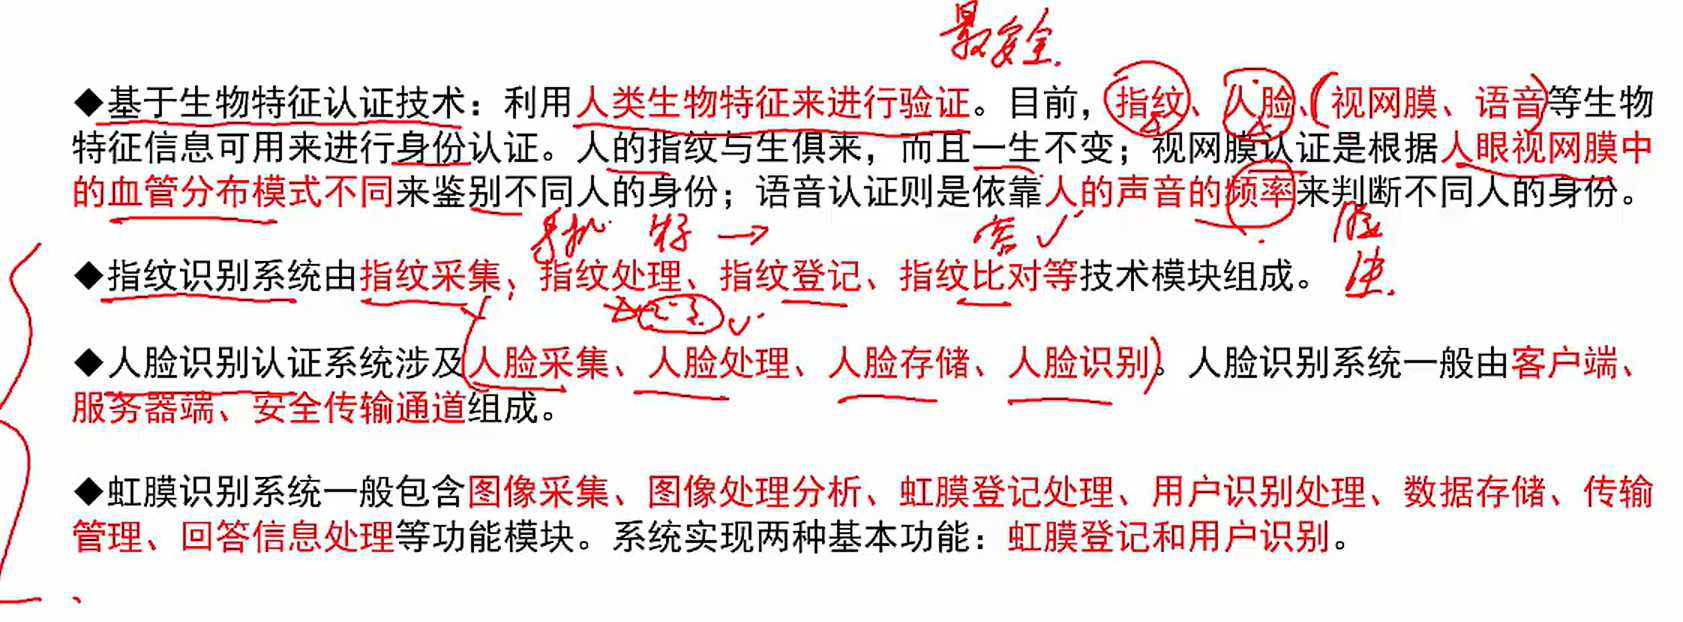 最安全.
◆基于生物特征认证技术：利用人类生物特征来进行验证。目前，指纹、人脸、视网膜、语音等生物
特征信息可用来进行身份认证。人的指纹与生俱来，而且一生不变；视网膜认证是根据人眼视网膜中
的血管分布模式不同来鉴别不同人的身份；语音认证则是依靠人的声音的频率来判断不同人的身份。
手机
◆指纹识别系统由指纹采集、指纹处理、指纹登记、指纹比对等技术模块组成。
◆人脸识别认证系统涉及人脸采集、人脸处理、人脸存储、人脸识别。人脸识别系统一般由客户端、
服务器端、安全传输通道组成。
◆虹膜识别系统一般包含图像采集、图像处理分析、虹膜登记处理、用户识别处理、数据存储、传输
管理、回答信息处理等功能模块。系统实现两种基本功能：虹膜登记和用户识别。